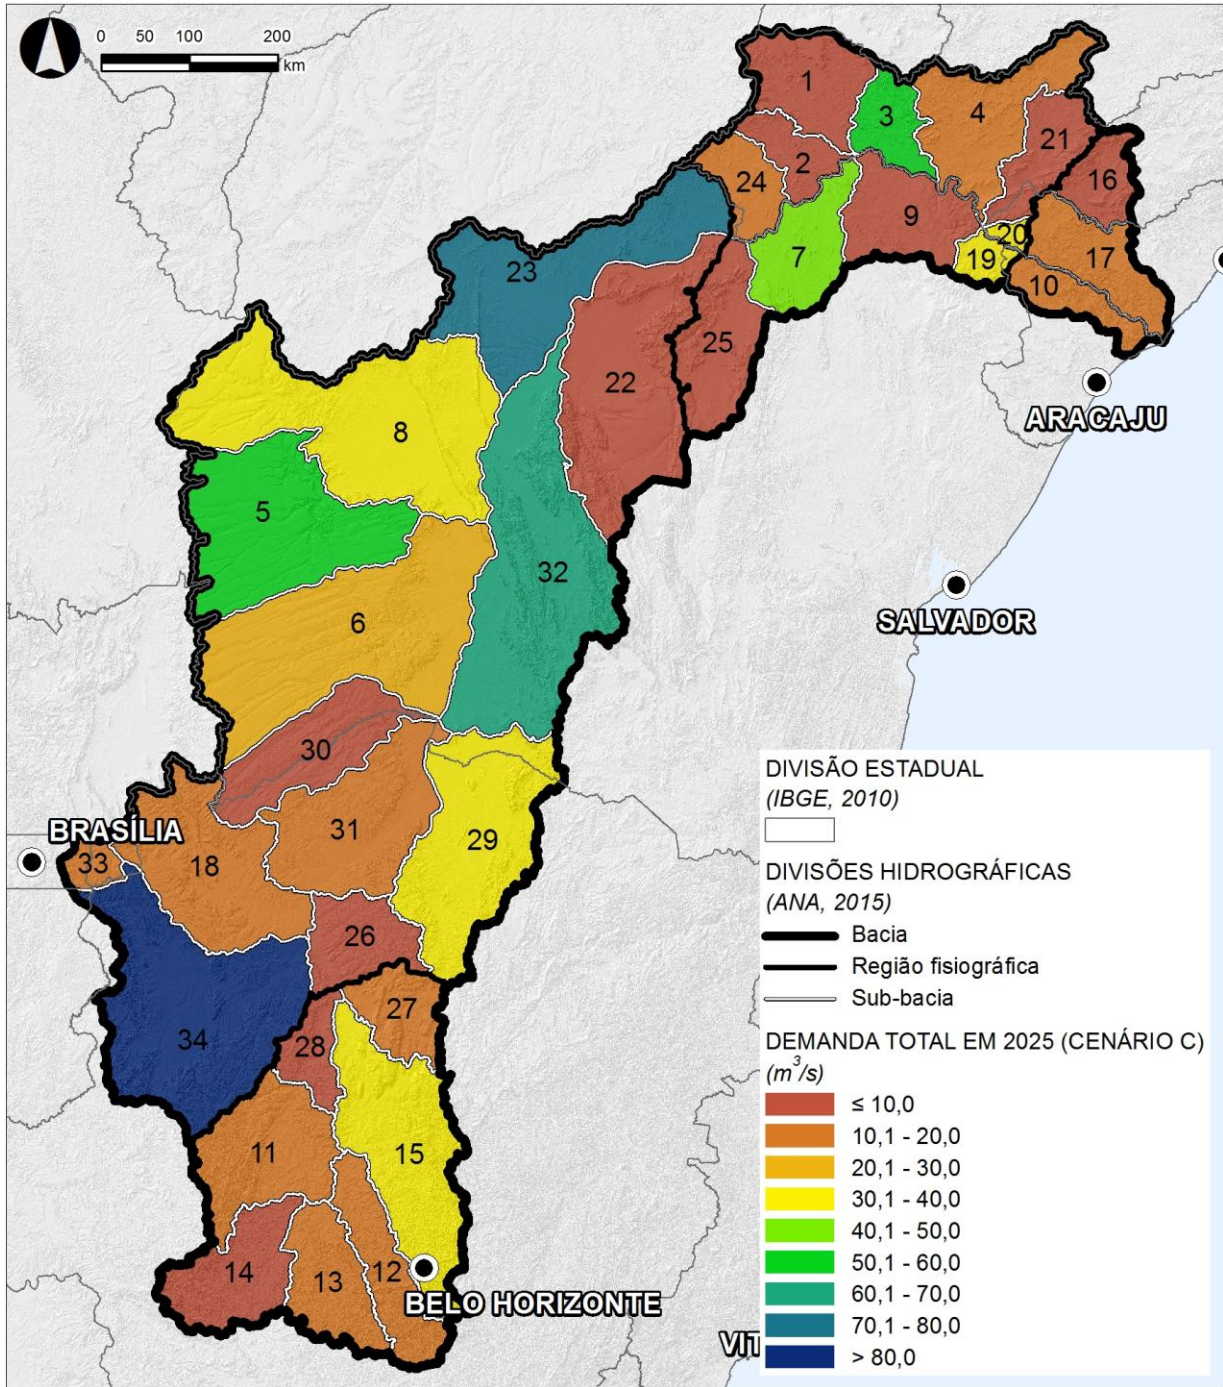 0 50 100 200
km
1
3
4
21
2
16
24
9
7
20
19
17
10
23
25
22
ARACAJU
8
5
32
SALVADOR
6
30
31
29
BRASÍLIA
33
18
26
27
34
28
11
15
14
13
12
BELO HORIZONTE
VIT
DIVISÃO ESTADUAL
(IBGE, 2010)
DIVISÕES HIDROGRÁFICAS
(ANA, 2015)
Bacia
Região fisiográfica
Sub-bacia
DEMANDA TOTAL EM 2025 (CENÁRIO C)
(m³/s)
≤ 10,0
10,1 - 20,0
20,1 - 30,0
30,1 - 40,0
40,1 - 50,0
50,1 - 60,0
60,1 - 70,0
70,1 - 80,0
> 80,0